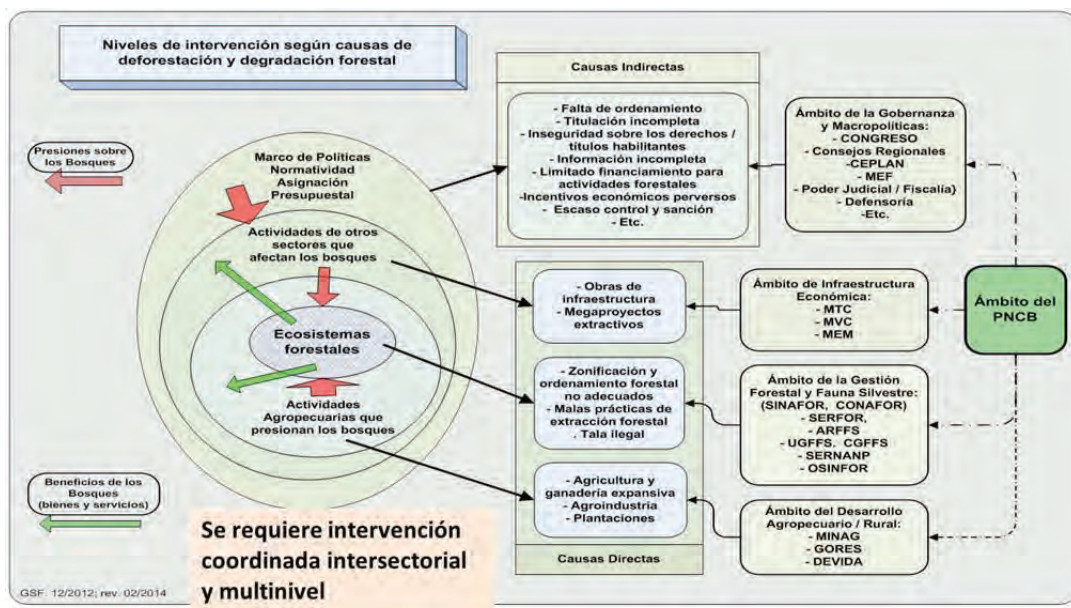 Niveles de intervención según causas de
deforestación y degradación forestal
Presiones sobre
los Bosques
Marco de Políticas
Normatividad
Asignación
Presupuestal
Actividades de otros
sectores que
afectan los bosques
Ecosistemas
forestales
Actividades
Agropecuarias que
presionan los bosques
Beneficios de los
Bosques
(bienes y servicios)
Causas Indirectas
- Falta de ordenamiento
- Titulación incompleta
- Inseguridad sobre los derechos /
títulos habilitantes
- Información incompleta
- Limitado financiamiento para
actividades forestales
-Incentivos económicos perversos
- Escaso control y sanción
- Etc.
- Obras de
infraestructura
- Megaproyectos
extractivos
- Zonificación y
ordenamiento forestal
no adecuados
- Malas prácticas de
extracción forestal
. Tala ilegal
- Agricultura y
ganadería expansiva
- Agroindustria
- Plantaciones
Causas Directas
Ámbito de la Gobernanza
y Macropolíticas:
- CONGRESO
- Consejos Regionales
-CEPLAN
- MEF
- Poder Judicial / Fiscalía}
- Defensoría
-Etc.
Ámbito de Infraestructura
Económica:
- MTC
- MVC
- MEM
Ámbito de la Gestión
Forestal y Fauna Silvestre:
(SINAFOR, CONAFOR)
- SERFOR,
- ARFFS
- UGFFS, CGFFS
- SERNANP
- OSINFOR
Ámbito del Desarrollo
Agropecuario / Rural:
- MINAG
- GORES
- DEVIDA
Ámbito del
PNCB
Se requiere intervención
coordinada intersectorial
y multinivel
GSF. 12/2012; rev. 02/2014